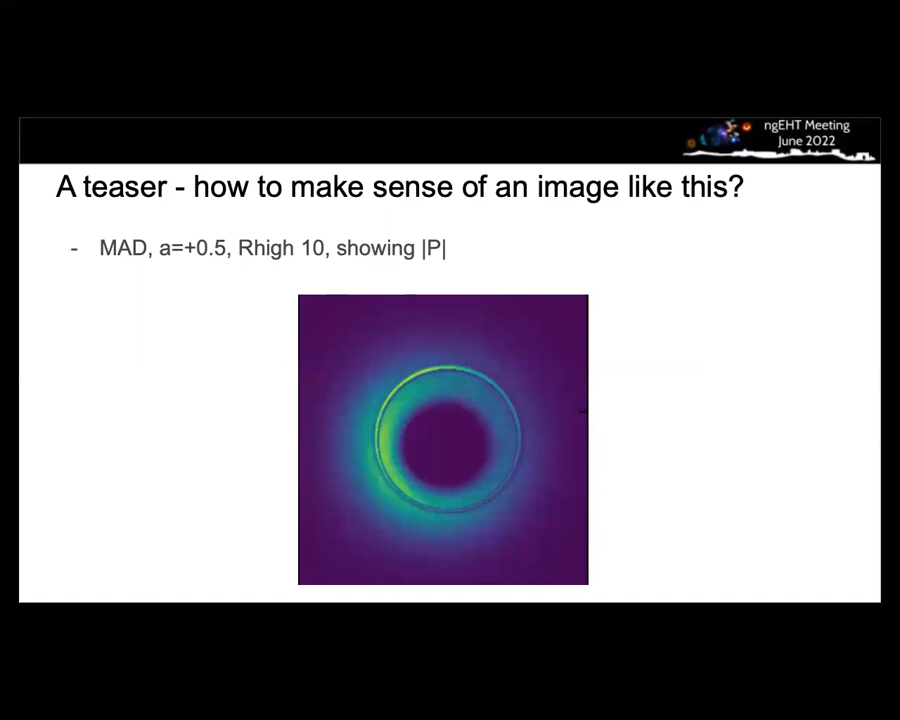 ngEHT Meeting
June 2022
A teaser - how to make sense of an image like this?
- MAD, a=+0.5, Rhigh 10, showing |P|